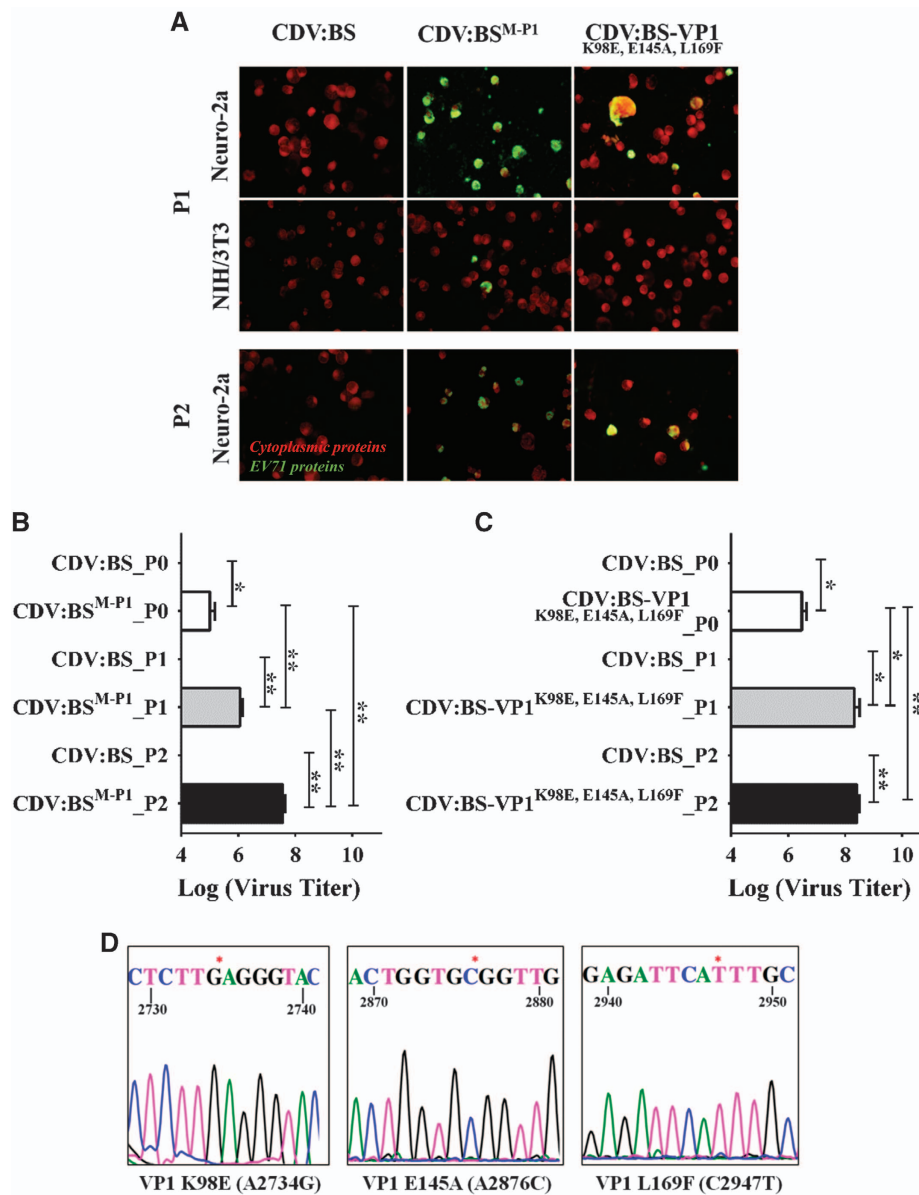 A
CDV:BS CDV:BS^M-P1 CDV:BS-VP1
K98E, E145A, L169F
P1
Neuro-2a
NIH/3T3
P2
Neuro-2a
Cytoplasmic proteins
EV71 proteins
B
CDV:BS_P0
CDV:BS^M-P1_P0
CDV:BS_P1
CDV:BS^M-P1_P1
CDV:BS_P2
CDV:BS^M-P1_P2
* ** ** ** ** **
4 6 8 10
Log (Virus Titer)
C
CDV:BS_P0
CDV:BS-VP1
K98E, E145A, L169F_P0
CDV:BS_P1
CDV:BS-VP1^K98E, E145A, L169F_P1
CDV:BS_P2
CDV:BS-VP1^K98E, E145A, L169F_P2
* * * ** **
4 6 8 10
Log (Virus Titer)
D
*
CTCTTGAGGGTAC
2730 2740
VP1 K98E (A2734G)
*
ACTGGTGCGGTTG
2870 2880
VP1 E145A (A2876C)
*
GAGATTCATTTGC
2940 2950
VP1 L169F (C2947T)